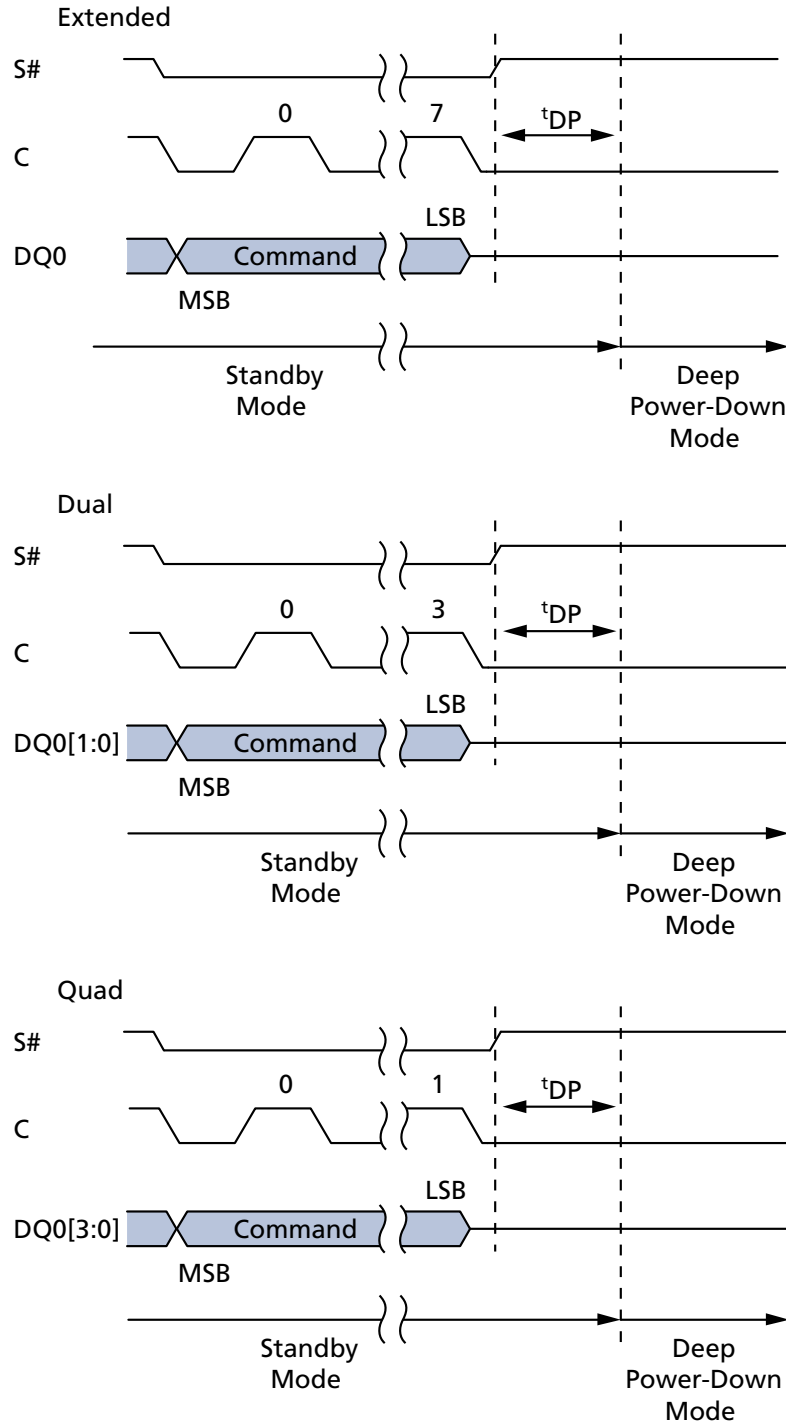 Extended
S#
0 7 tDP
C
LSB
DQ0 Command
MSB
Standby Mode
Deep Power-Down Mode
Dual
S#
0 3 tDP
C
LSB
DQ0[1:0] Command
MSB
Standby Mode
Deep Power-Down Mode
Quad
S#
0 1 tDP
C
LSB
DQ0[3:0] Command
MSB
Standby Mode
Deep Power-Down Mode